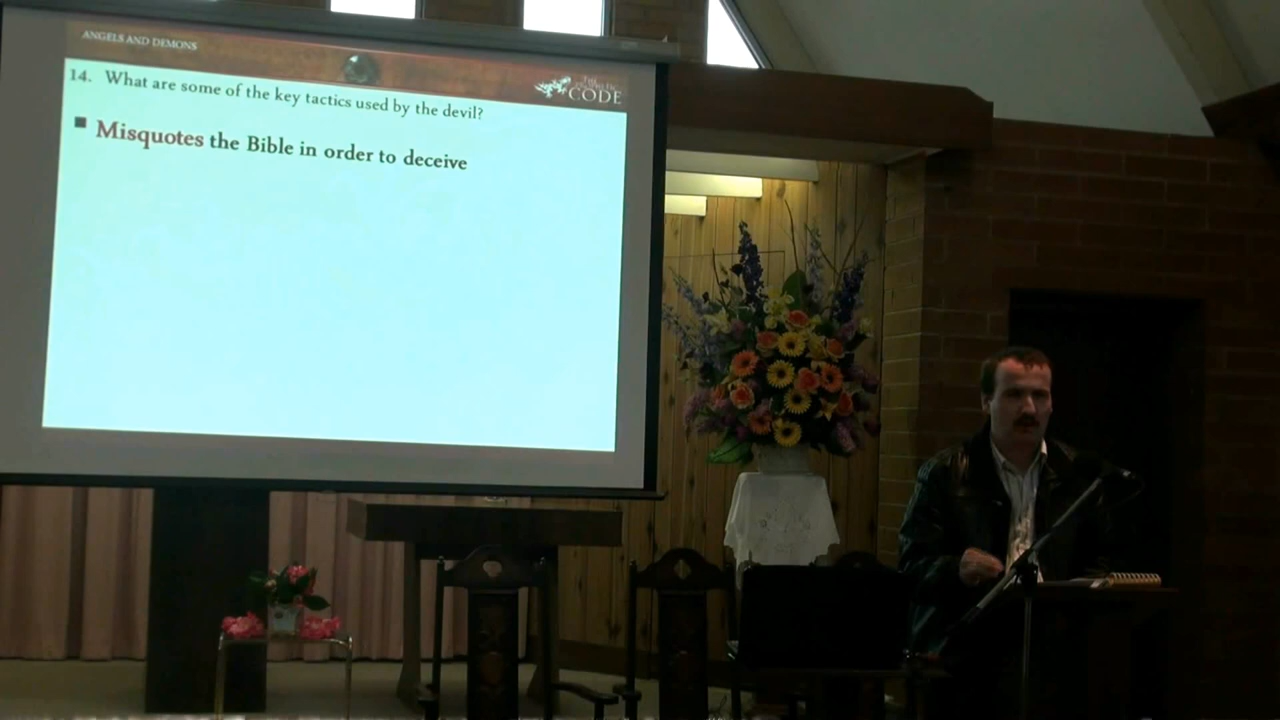 ANGELS AND DEMONS
THE
CODE
14. What are some of the key tactics used by the devil?
■ Misquotes the Bible in order to deceive